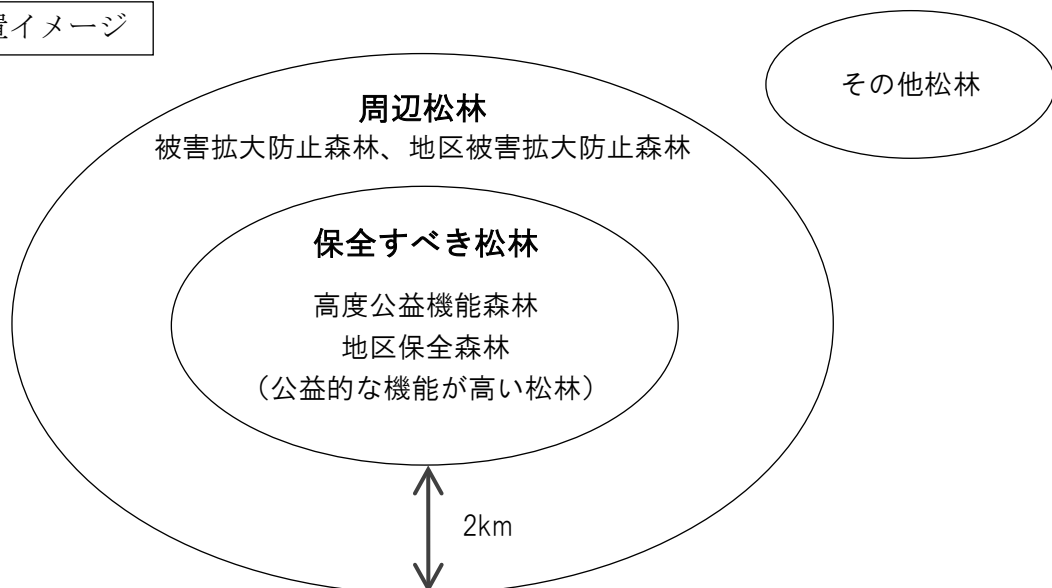 置イメージ
その他松林
周辺松林
被害拡大防止森林、地区被害拡大防止森林
保全すべき松林
高度公益機能森林
地区保全森林
（公益的な機能が高い松林）
2km